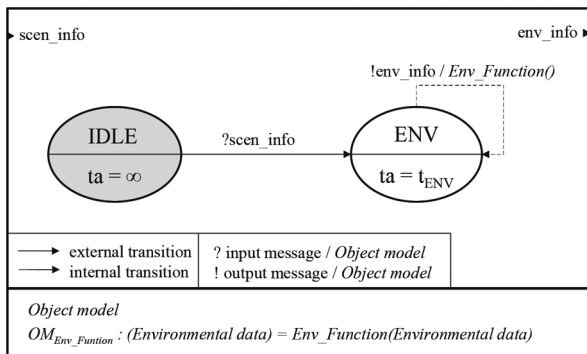 scen_info
env_info
!env_info / Env_Function()
IDLE
ta = ∞
?scen_info
ENV
ta = tENV
external transition
internal transition
? input message / Object model
! output message / Object model
Object model
OMEnv_Funtion : (Environmental data) = Env_Function(Environmental data)